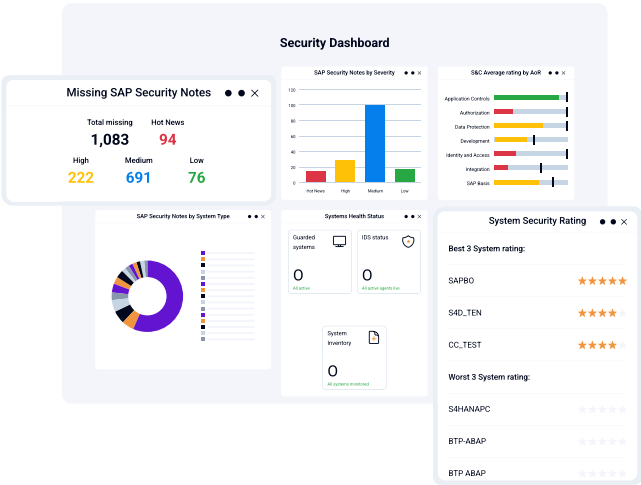 Security Dashboard
Missing SAP Security Notes
Total missing
Hot News
1,083
94
High
Medium
Low
222
691
76
SAP Security Notes by Severity
120
100
80
60
40
20
0
Hot News
High
Medium
Low
S&C Average rating by AoR
Application Controls
Authorization
Data Protection
Development
Identity and Access
Integration
SAP Basis
SAP Security Notes by System Type
Systems Health Status
Guarded
systems
0
All active
IDS status
0
All active agents live
System
Inventory
0
All systems monitored
System Security Rating
Best 3 System rating:
SAPBO
S4D_TEN
CC_TEST
Worst 3 System rating:
S4HANAPC
BTP-ABAP
BTP ABAP